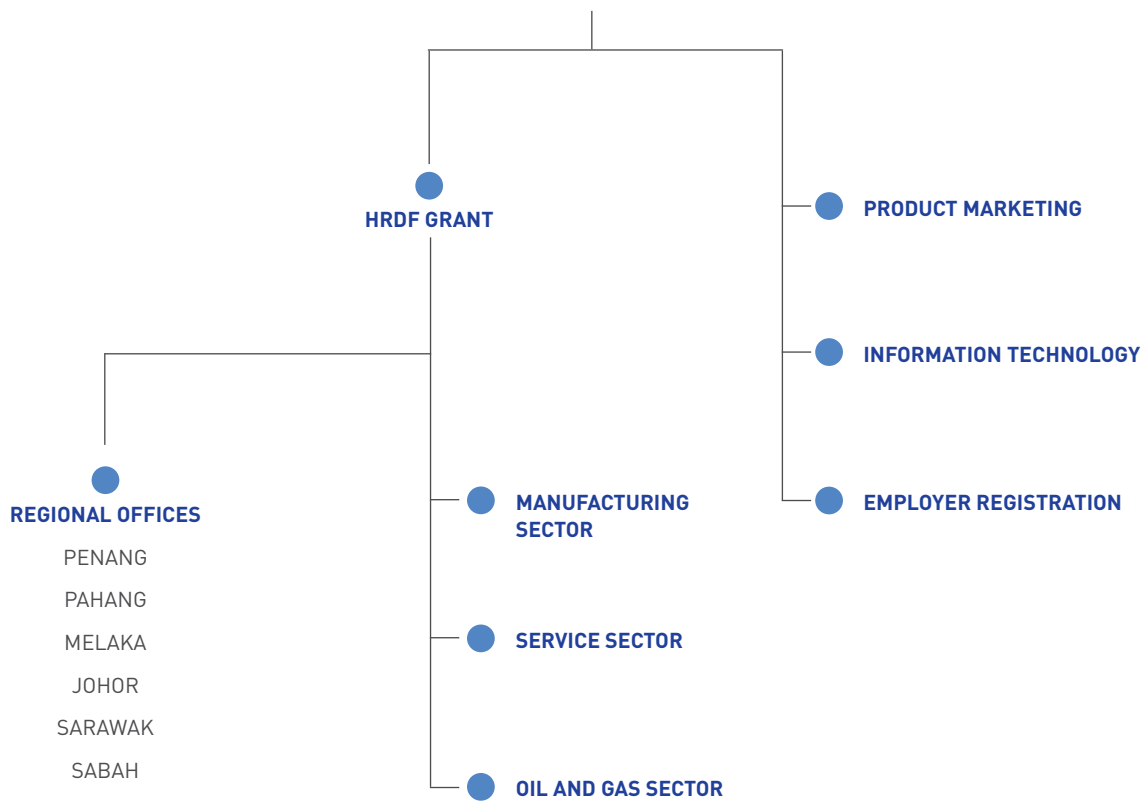 HRDF GRANT
PRODUCT MARKETING
INFORMATION TECHNOLOGY
EMPLOYER REGISTRATION
REGIONAL OFFICES
PENANG
PAHANG
MELAKA
JOHOR
SARAWAK
SABAH
MANUFACTURING
SECTOR
SERVICE SECTOR
OIL AND GAS SECTOR